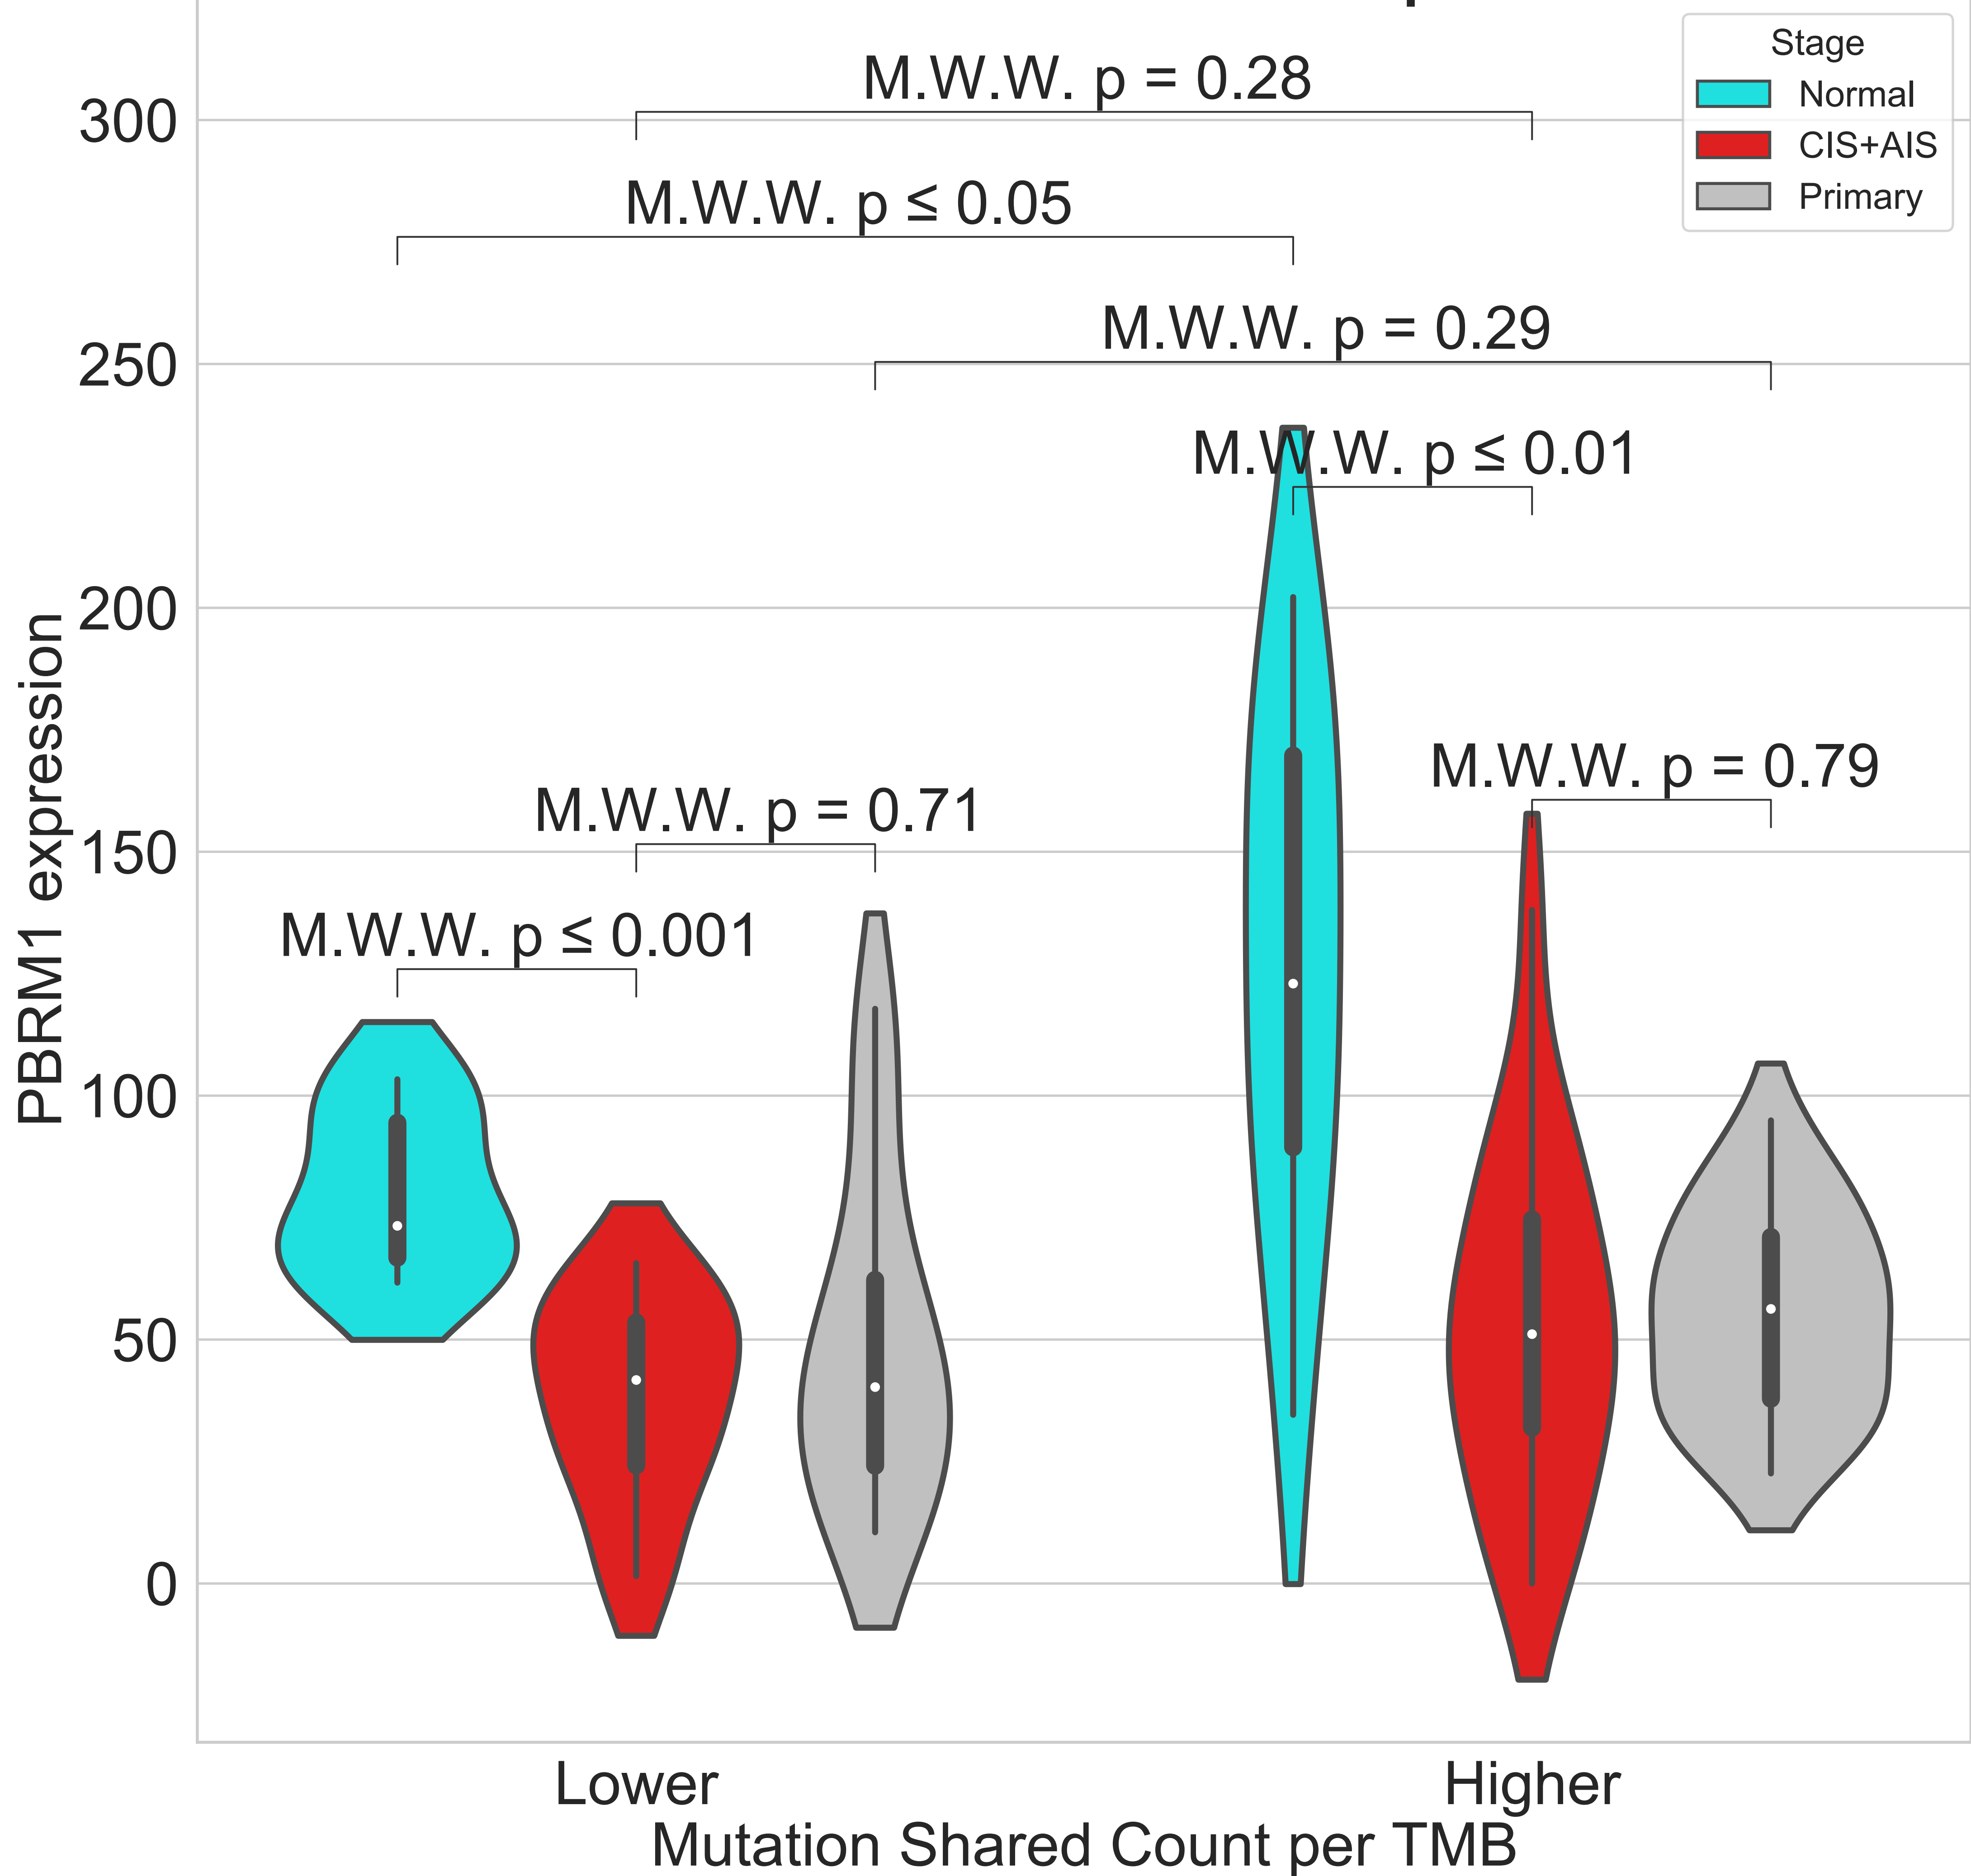 M.W.W. p = 0.28
M.W.W. p ≤ 0.05
M.W.W. p = 0.29
M.W.W. p ≤ 0.01
M.W.W. p = 0.79
M.W.W. p = 0.71
M.W.W. p ≤ 0.001
Stage
Normal
CIS+AIS
Primary
300
250
200
150
100
50
0
PBRM1 expression
Lower
Higher
Mutation Shared Count per TMB